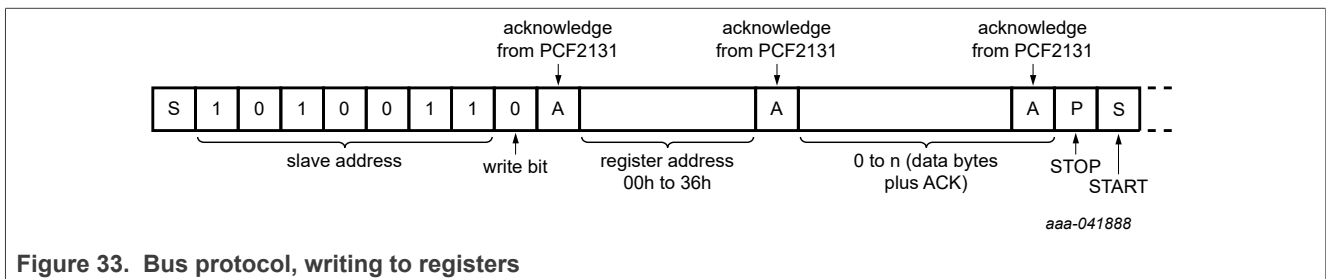 acknowledge acknowledge acknowledge
from PCF2131 from PCF2131 from PCF2131
S 1 0 1 0 0 1 1 0 A A A P S
slave address write bit register address 0 to n (data bytes STOP
00h to 36h plus ACK) START
aaa-041888
Figure 33. Bus protocol, writing to registers